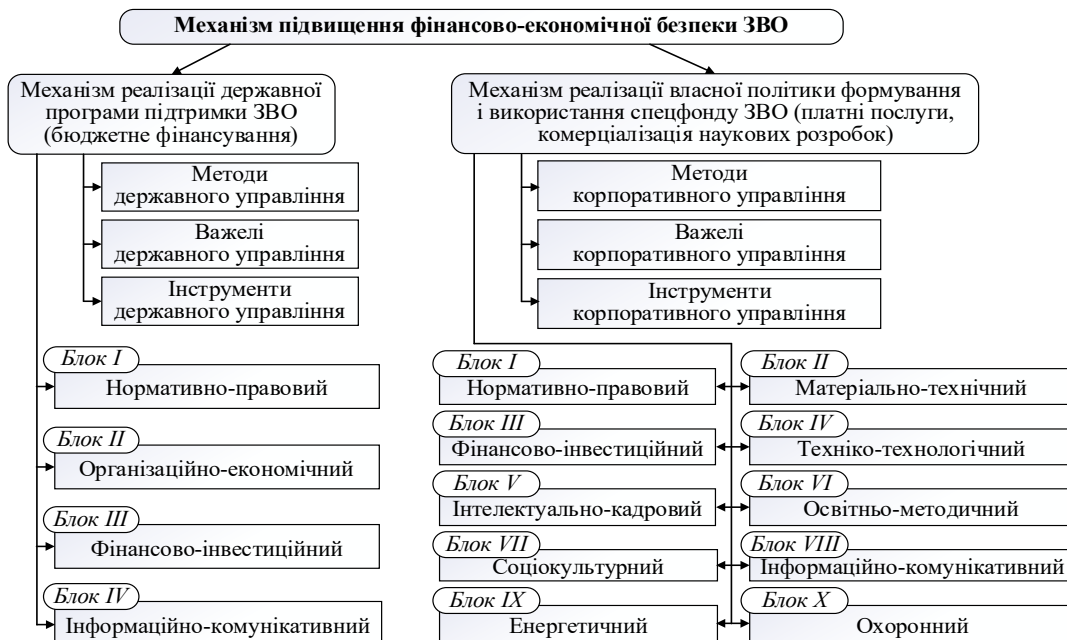 Механізм підвищення фінансово-економічної безпеки ЗВО
Механізм реалізації державної
програми підтримки ЗВО
(бюджетне фінансування)
Методи
державного управління
Важелі
державного управління
Інструменти
державного управління
Блок I
Нормативно-правовий
Блок II
Організаційно-економічний
Блок III
Фінансово-інвестиційний
Блок IV
Інформаційно-комунікативний
Механізм реалізації власної політики формування
і використання спецфонду ЗВО (платні послуги,
комерціалізація наукових розробок)
Методи
корпоративного управління
Важелі
корпоративного управління
Інструменти
корпоративного управління
Блок I
Нормативно-правовий
Блок II
Матеріально-технічний
Блок III
Фінансово-інвестиційний
Блок IV
Техніко-технологічний
Блок V
Інтелектуально-кадровий
Блок VI
Освітньо-методичний
Блок VII
Соціокультурний
Блок VIII
Інформаційно-комунікативний
Блок IX
Енергетичний
Блок X
Охоронний